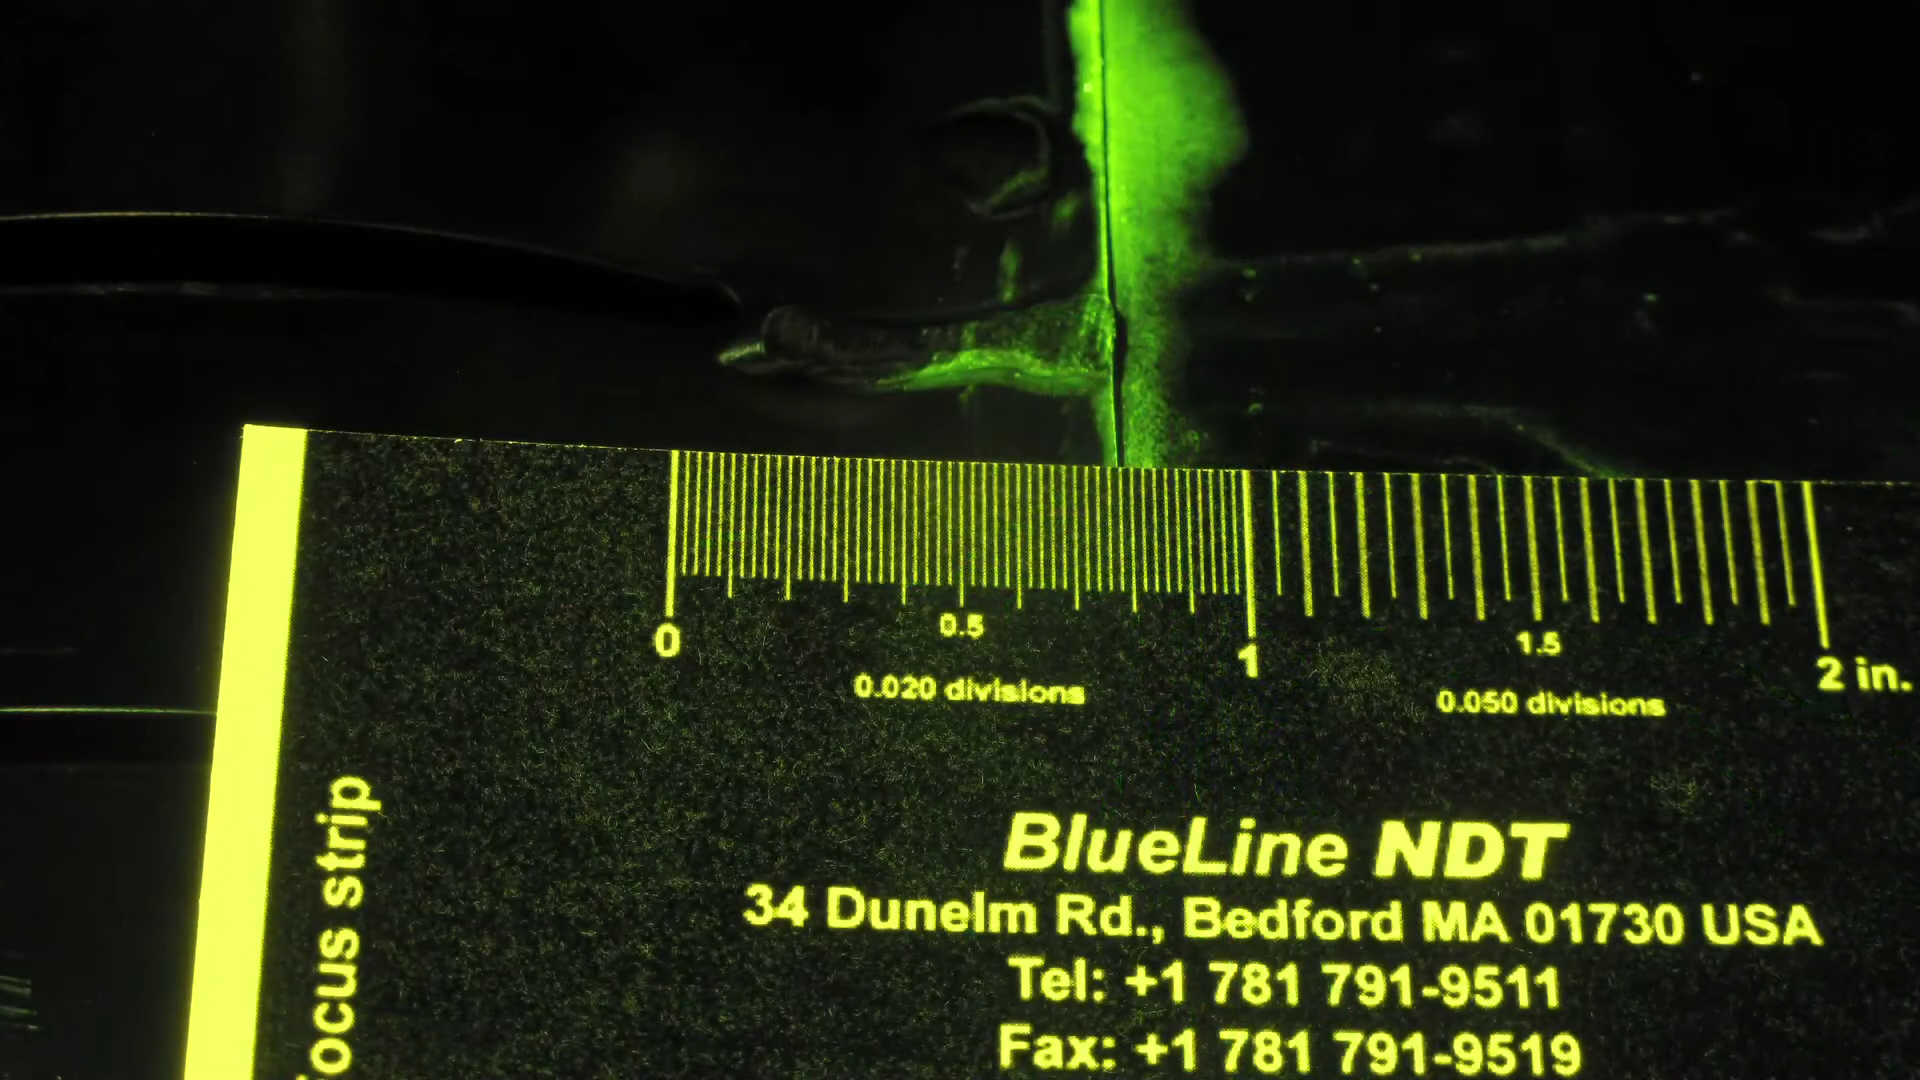 0 0.5 1 1.5 2 in.
0.020 divisions 0.050 divisions
focus strip
BlueLine NDT
34 Dunelm Rd., Bedford MA 01730 USA
Tel: +1 781 791-9511
Fax: +1 781 791-9519